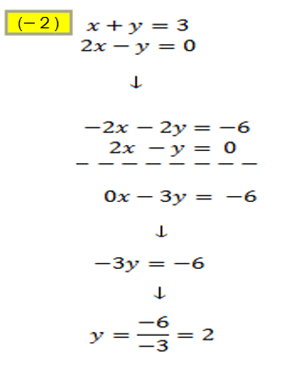 (− 2) x + y = 3
2x − y = 0
↓
−2x − 2y = −6
2x − y = 0
− − − − − − − −
0x − 3y = −6
↓
−3y = −6
↓
y = −6/−3 = 2